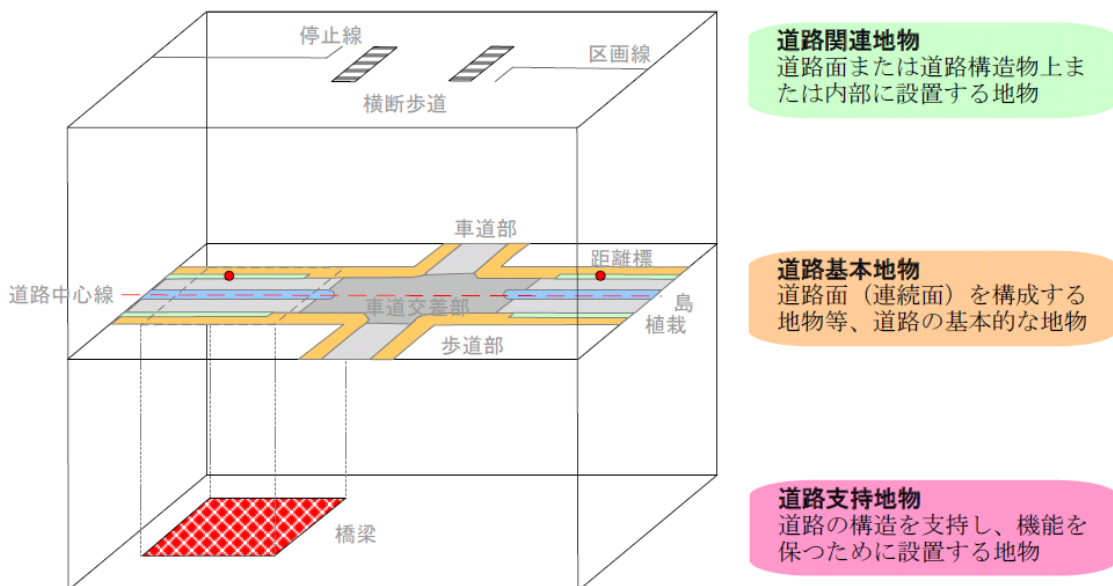 停止線
区画線
横断歩道
道路関連地物
道路面または道路構造物上ま
たは内部に設置する地物
車道部
距離標
道路中心線
車道交差部
島
植栽
歩道部
道路基本地物
道路面（連続面）を構成する
地物等、道路の基本的な地物
橋梁
道路支持地物
道路の構造を支持し、機能を
保つために設置する地物